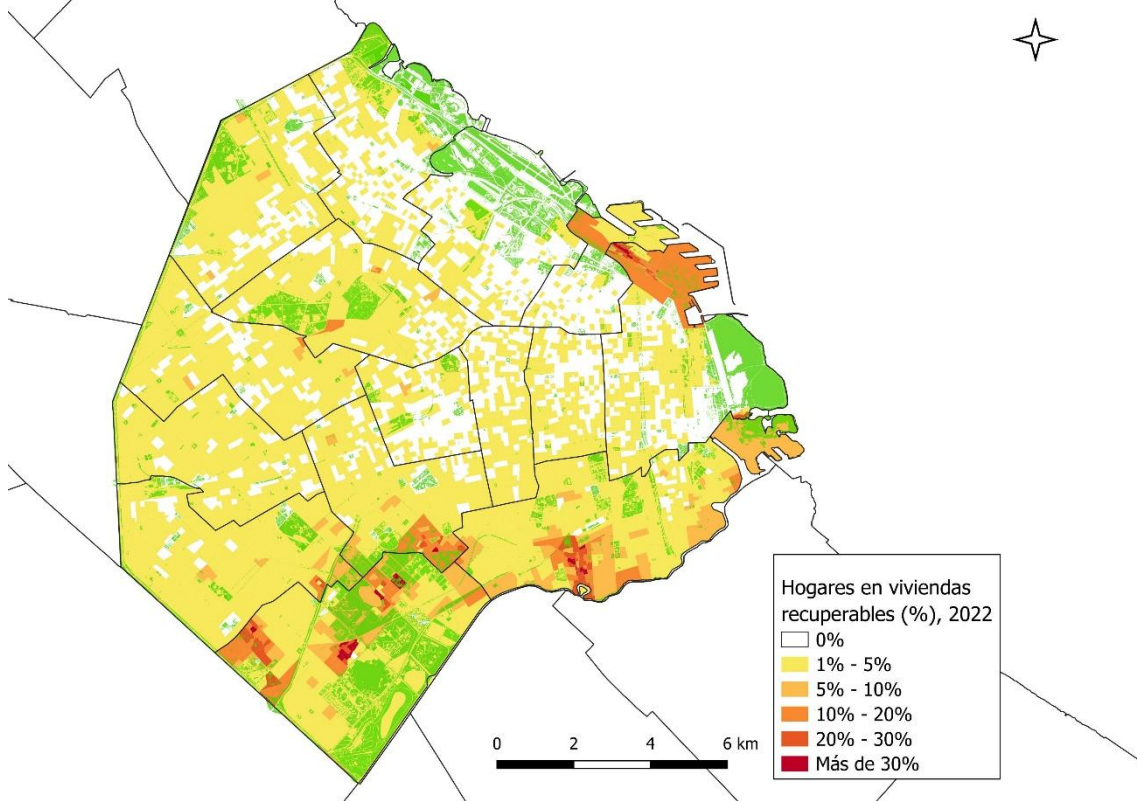 0 2 4 6 km
Hogares en viviendas
recuperables (%), 2022
0%
1% - 5%
5% - 10%
10% - 20%
20% - 30%
Más de 30%